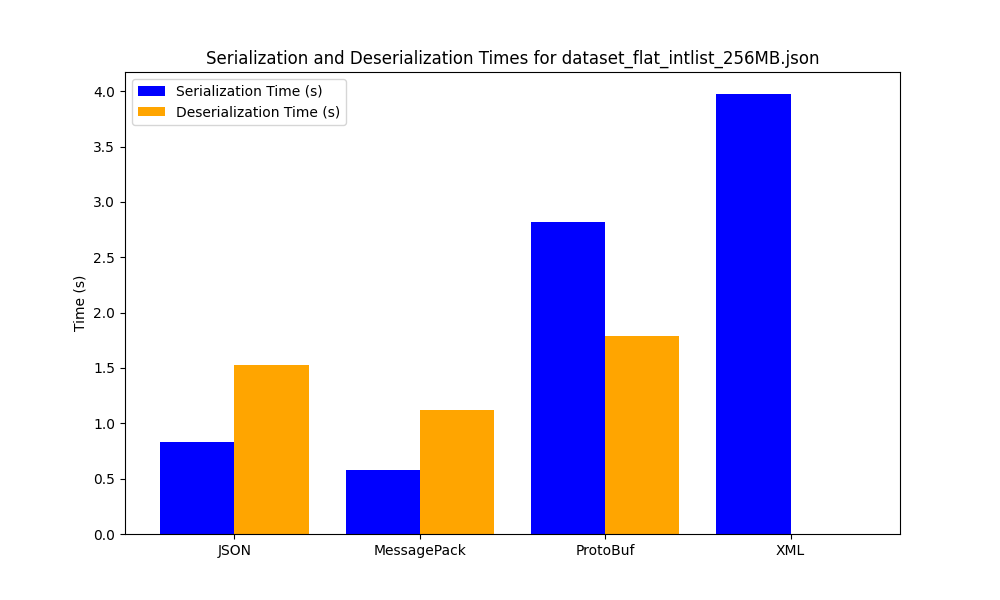 Serialization and Deserialization Times for dataset_flat_intlist_256MB.json
Serialization Time (s)
Deserialization Time (s)
Time (s)
4.0
3.5
3.0
2.5
2.0
1.5
1.0
0.5
0.0
JSON
MessagePack
ProtoBuf
XML